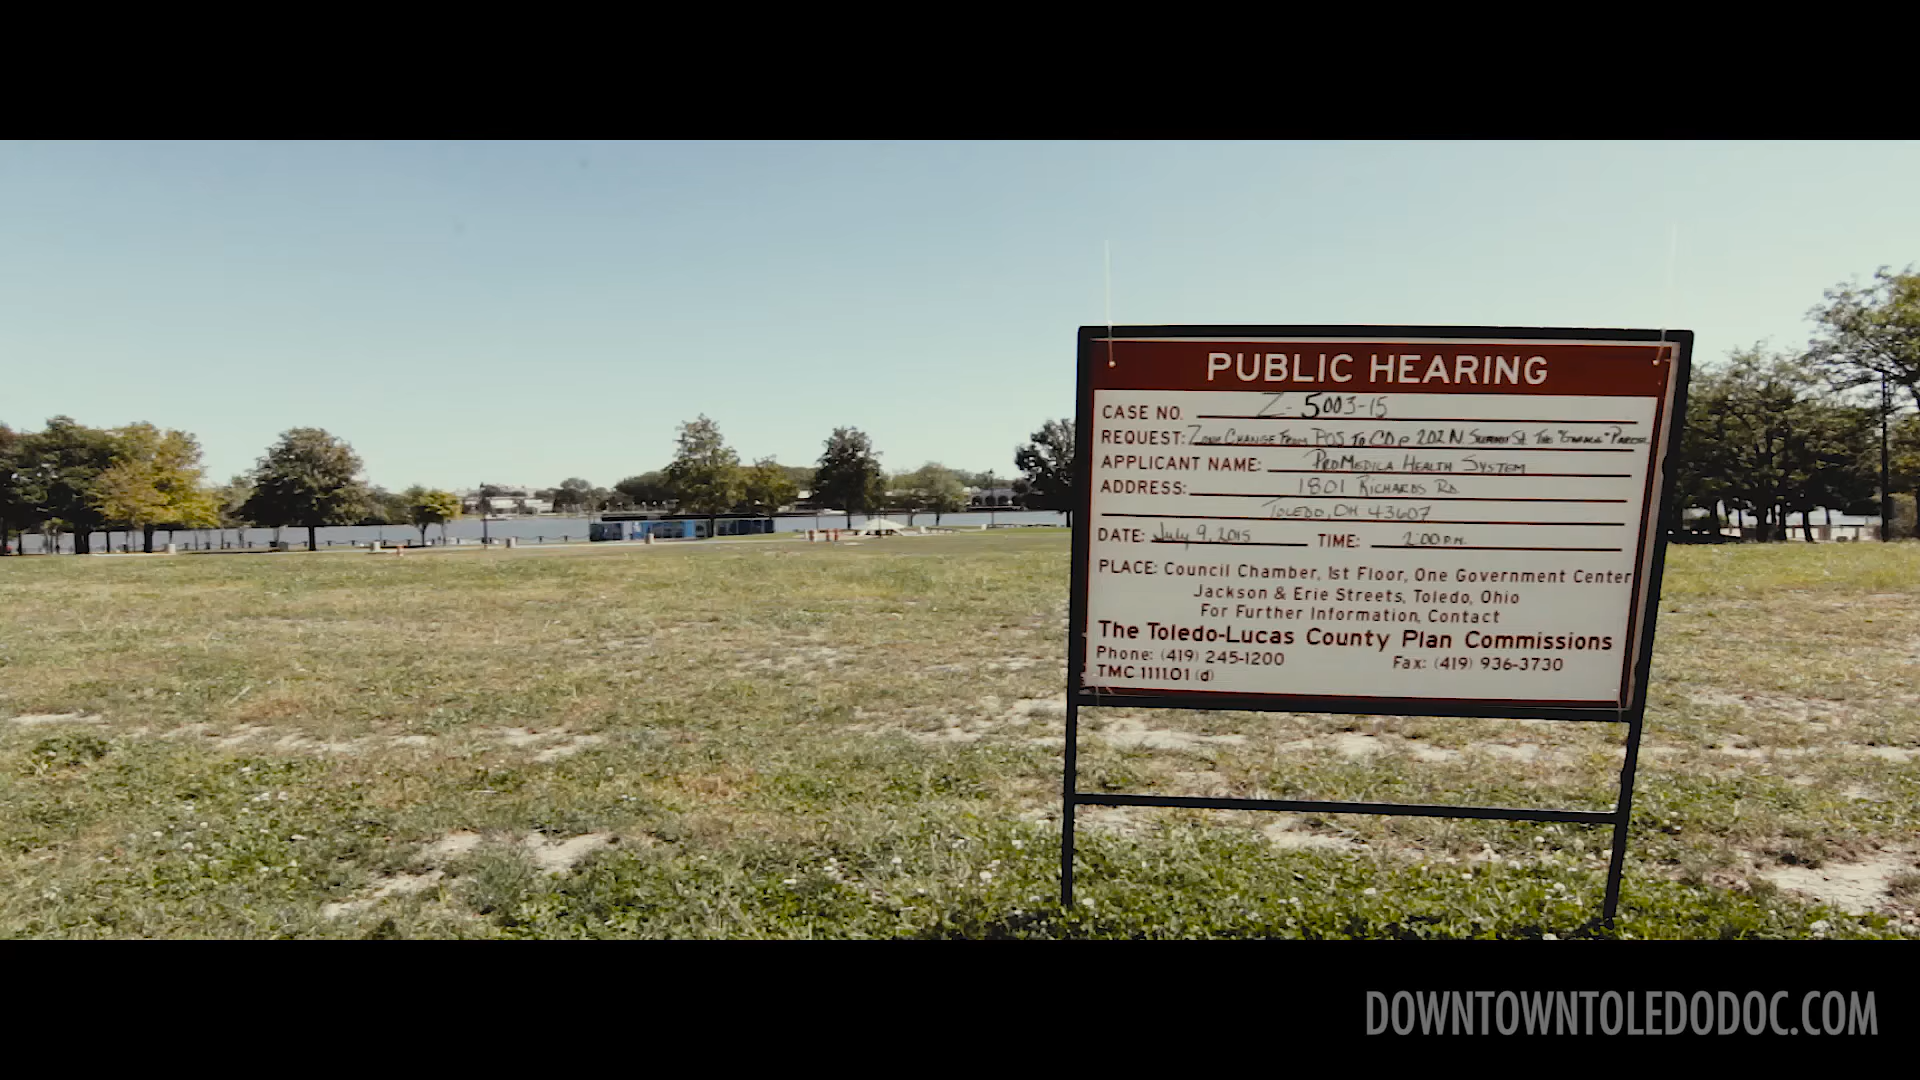 PUBLIC HEARING
CASE NO. Z-5003-15
REQUEST: Zone Change From POS To CD @ 202 N. Summit St. The Parcel
APPLICANT NAME: ProMedica Health System
ADDRESS: 1801 Richards Rd.
Toledo, OH 43607
DATE: July 9, 2015 TIME: 2:00 P.M.
PLACE: Council Chamber, 1st Floor, One Government Center
Jackson & Erie Streets, Toledo, Ohio
For Further Information, Contact
The Toledo-Lucas County Plan Commissions
Phone: (419) 245-1200 Fax: (419) 936-3730
TMC 1111.01 (d)
DOWNTOWNTOLEDODOC.COM